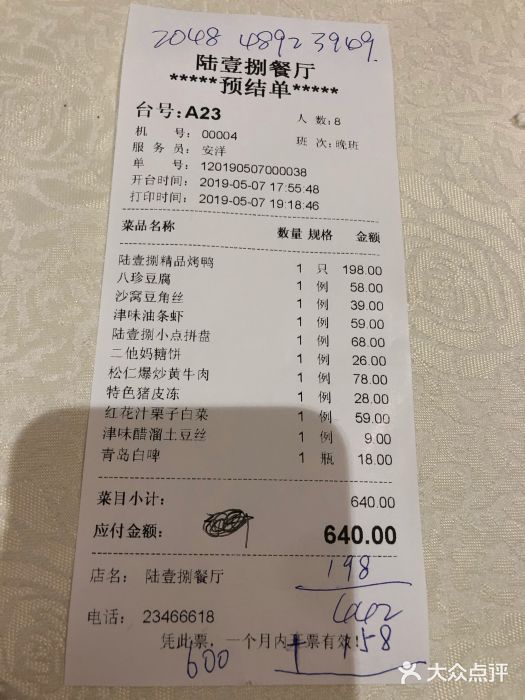 2048 4892 3969
陆壹捌餐厅
*****预结单*****
台号:A23 人数:8
机 号: 00004 班次:晚班
服务员: 安洋
单 号: 120190507000038
开台时间: 2019-05-07 17:55:48
打印时间: 2019-05-07 19:18:46
菜品名称 数量 规格 金额
陆壹捌精品烤鸭 1 只 198.00
八珍豆腐 1 例 58.00
沙窝豆角丝 1 例 39.00
津味油条虾 1 例 59.00
陆壹捌小点拼盘 1 例 68.00
二他妈糖饼 1 例 26.00
松仁爆炒黄牛肉 1 例 78.00
特色猪皮冻 1 例 28.00
红花汁栗子白菜 1 例 59.00
津味醋溜土豆丝 1 例 9.00
青岛白啤 1 瓶 18.00
菜目小计: 640.00
应付金额: 640.00
店名: 陆壹捌餐厅 198
电话: 23466618 442
凭此票，一个月内开票有效! 158
600
大众点评